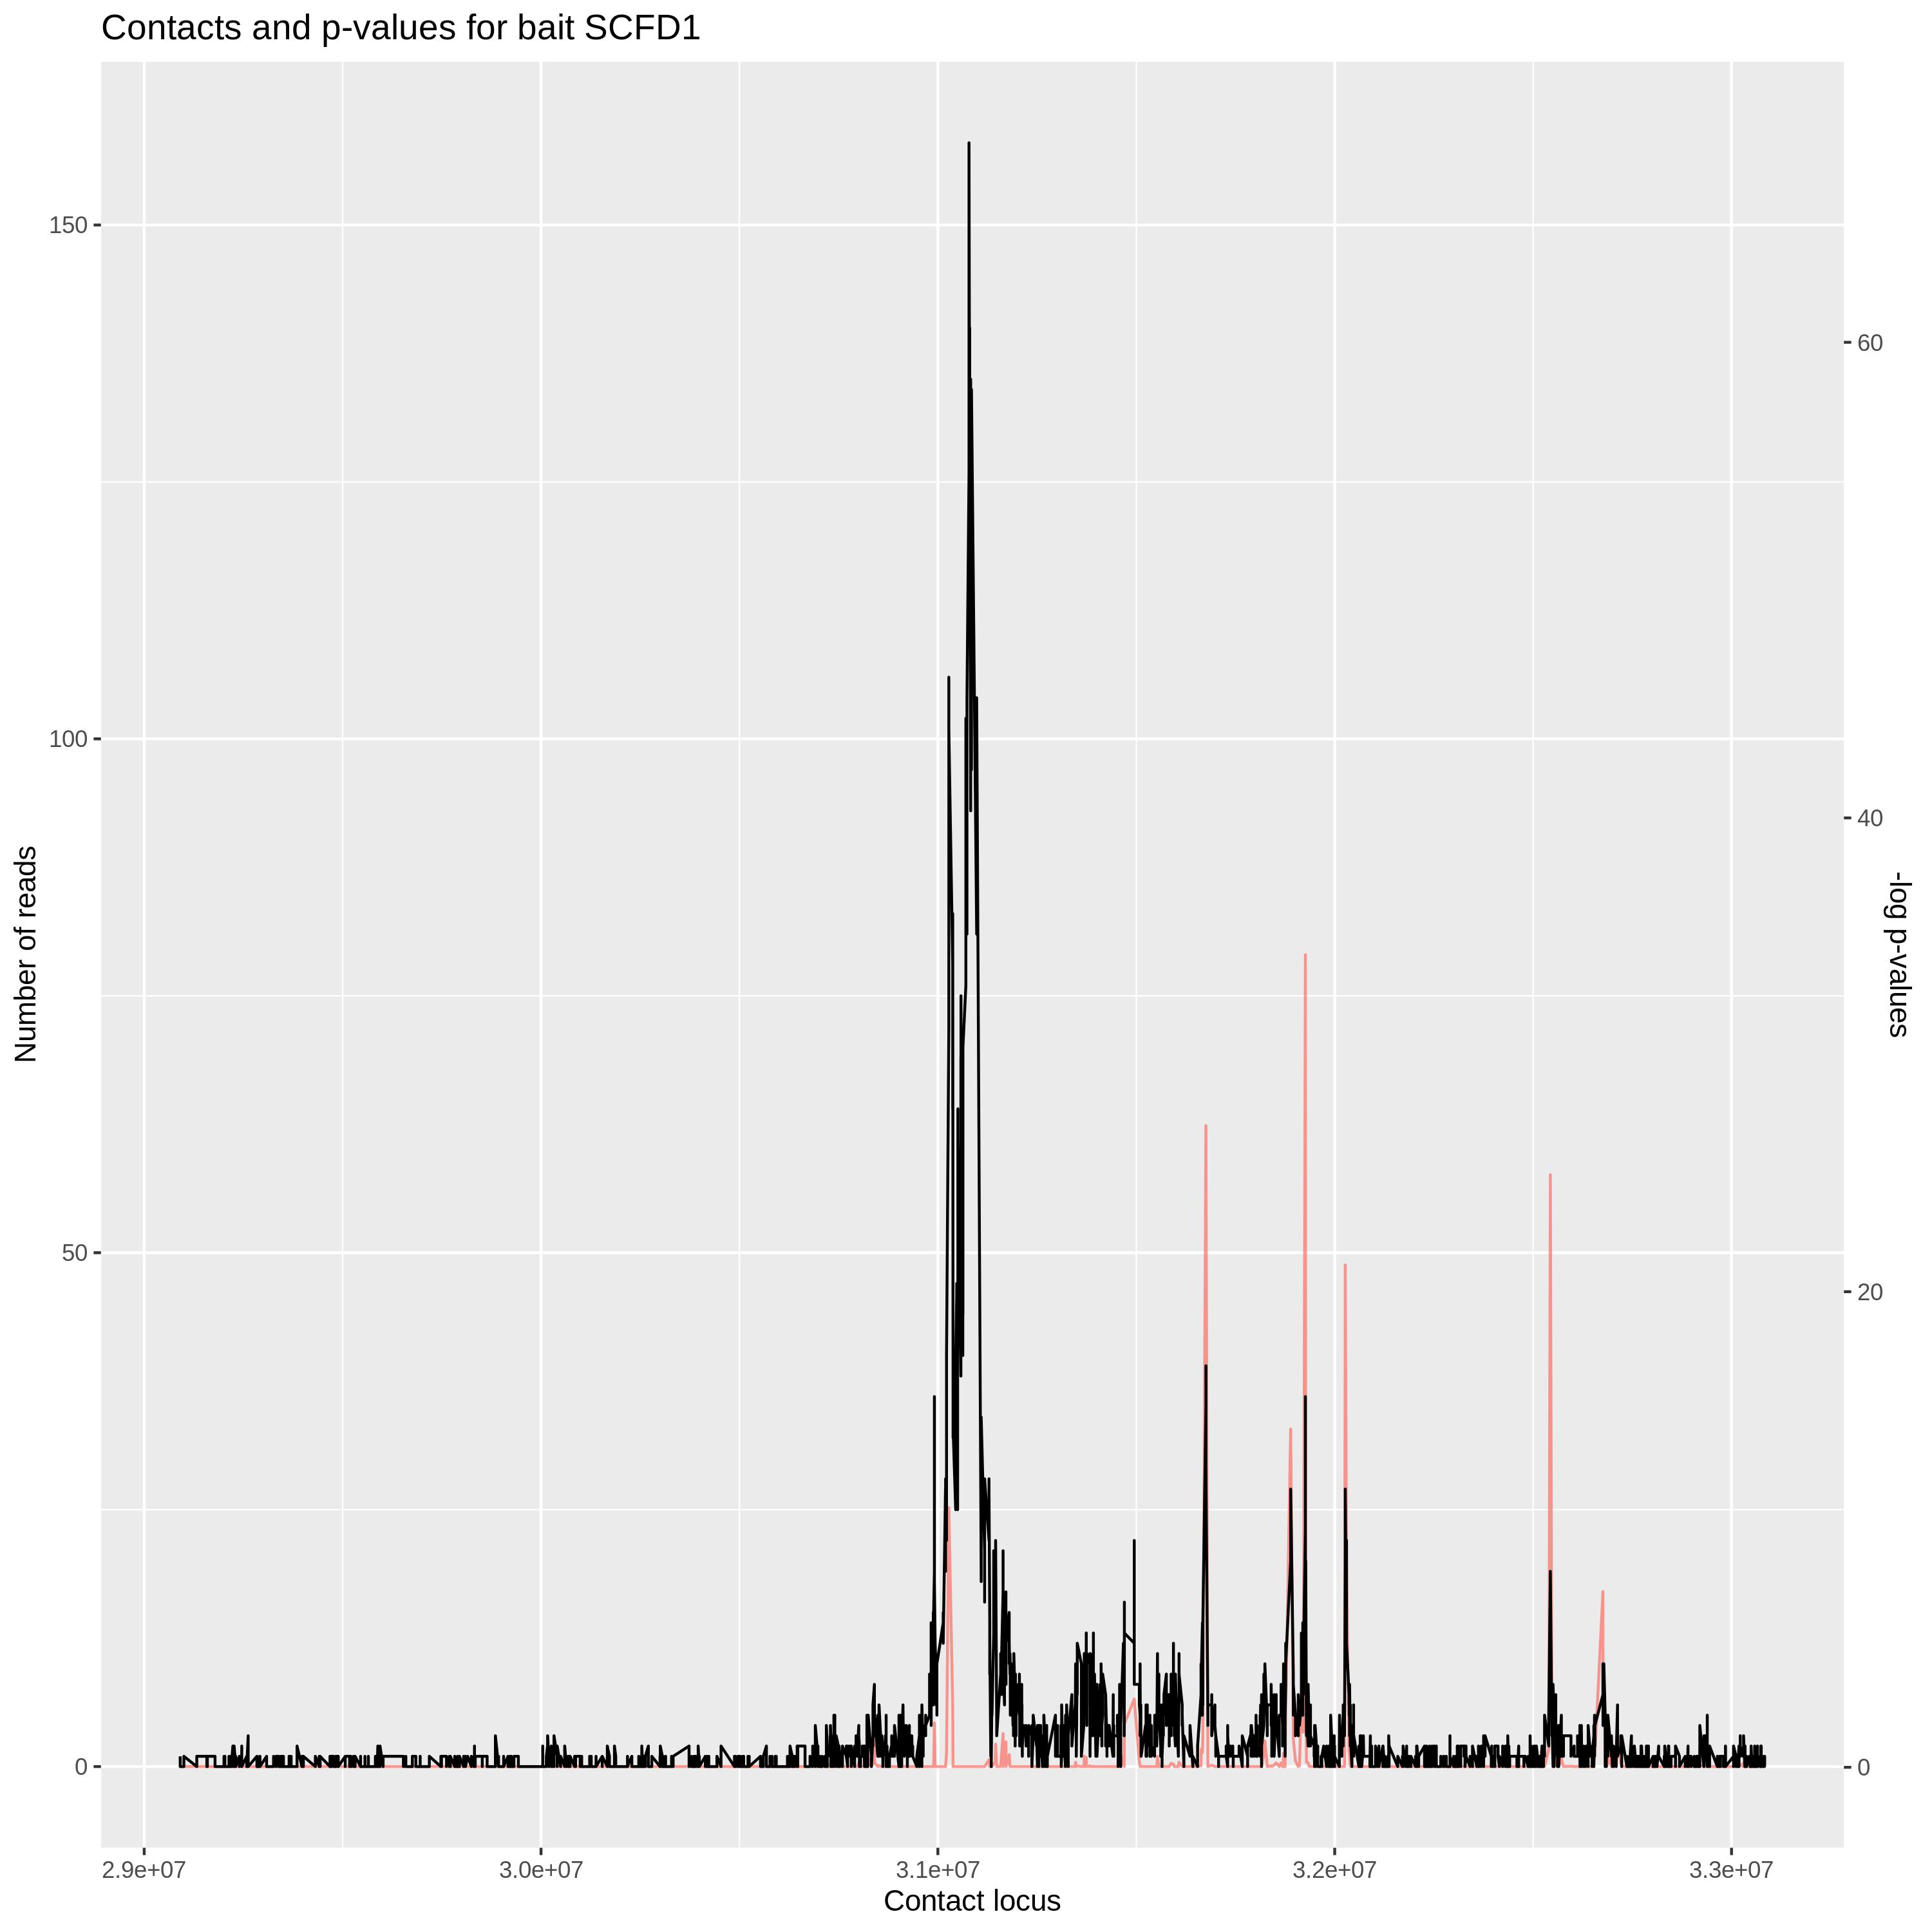 Contacts and p-values for bait SCFD1
150
100
50
0
60
40
20
0
Number of reads
-log p-values
2.9e+07 3.0e+07 3.1e+07 3.2e+07 3.3e+07
Contact locus